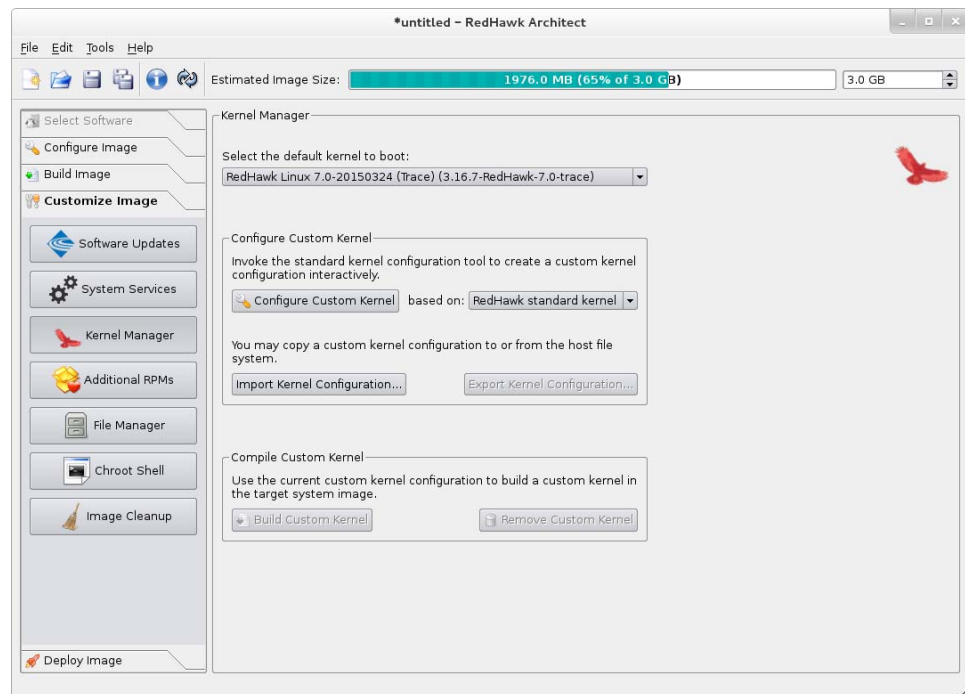 *untitled – RedHawk Architect
File Edit Tools Help
Estimated Image Size: 1976.0 MB (65% of 3.0 GB) 3.0 GB
Select Software
Configure Image
Build Image
Customize Image
Software Updates
System Services
Kernel Manager
Additional RPMs
File Manager
Chroot Shell
Image Cleanup
Deploy Image
Kernel Manager
Select the default kernel to boot:
RedHawk Linux 7.0-20150324 (Trace) (3.16.7-RedHawk-7.0-trace)
Configure Custom Kernel
Invoke the standard kernel configuration tool to create a custom kernel
configuration interactively.
Configure Custom Kernel based on: RedHawk standard kernel
You may copy a custom kernel configuration to or from the host file
system.
Import Kernel Configuration... Export Kernel Configuration...
Compile Custom Kernel
Use the current custom kernel configuration to build a custom kernel in
the target system image.
Build Custom Kernel Remove Custom Kernel